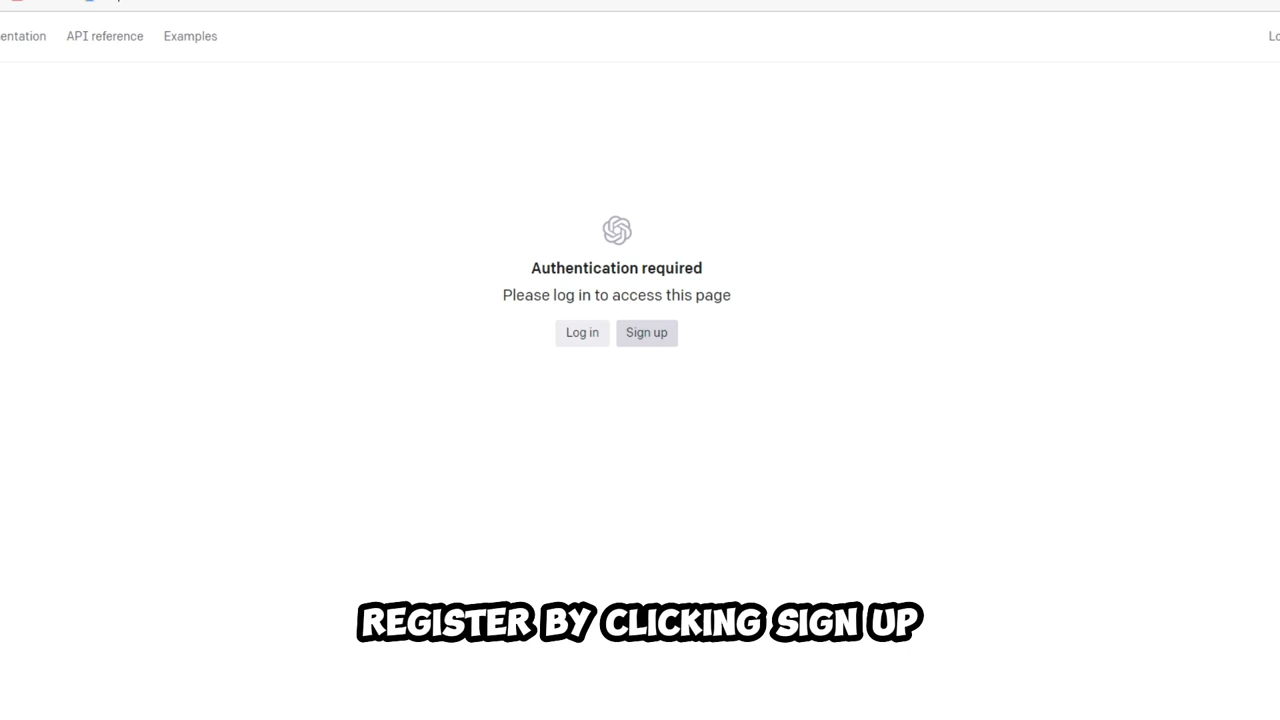 entation API reference Examples Lo
Authentication required
Please log in to access this page
Log in Sign up
REGISTER BY CLICKING SIGN UP